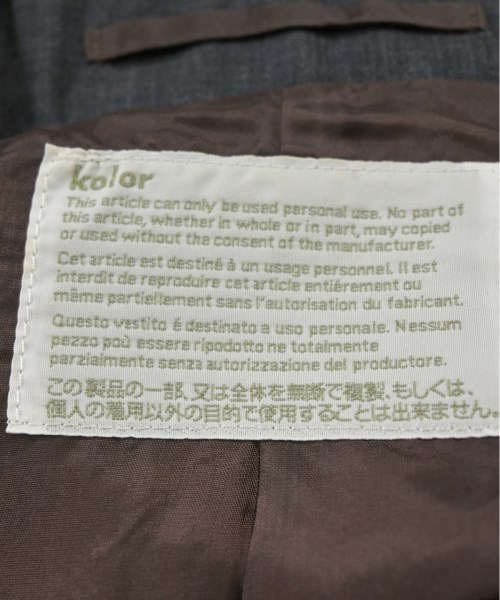 kolor
This article can only be used personal use. No part of
this article, whether in whole or in part, may copied
or used without the consent of the manufacturer.
Cet article est destiné à un usage personnel. Il est
interdit de reproduire cet article entiérement ou
même partiellement sans l'autorisation du fabricant.
Questo vestito é destinato a uso personale. Nessum
pezzo poù essere ripodotto ne totalmente
parzialmente senza autorizzazione del productore.
この製品の一部、又は全体を無断で複製、もしくは、
個人の着用以外の目的で使用することは出来ません。